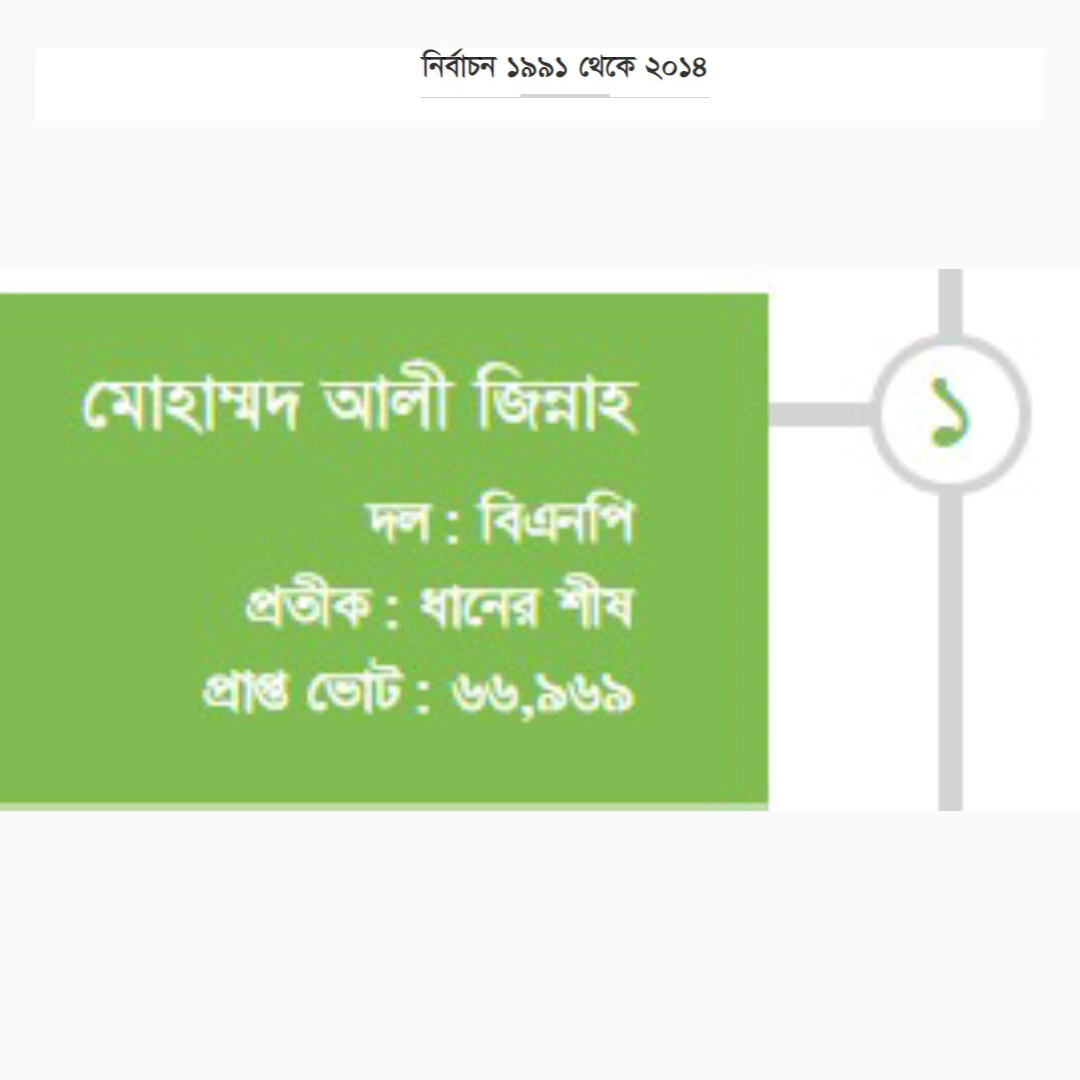 নির্বাচন ১৯৯১ থেকে ২০১৪
মোহাম্মদ আলী জিন্নাহ
১
দল : বিএনপি
প্রতীক : ধানের শীষ
প্রাপ্ত ভোট : ৬৬,৯৬৯